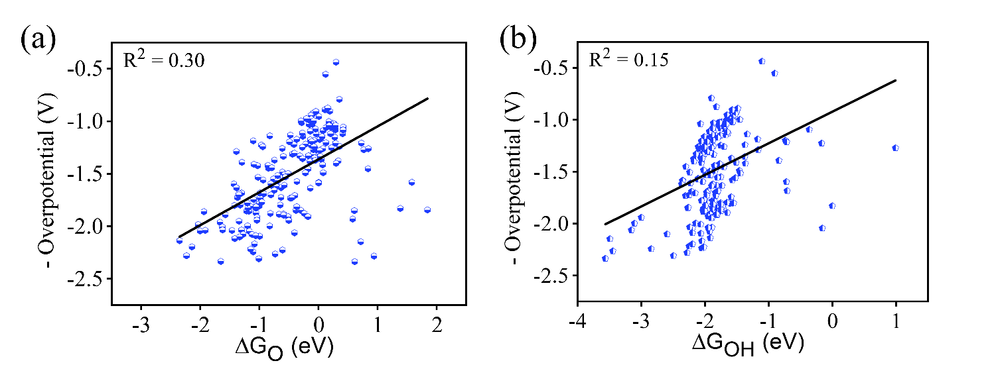 (a)
R² = 0.30
- Overpotential (V)
-0.5
-1.0
-1.5
-2.0
-2.5
-3 -2 -1 0 1 2
ΔG_O (eV)
(b)
R² = 0.15
- Overpotential (V)
-0.5
-1.0
-1.5
-2.0
-2.5
-4 -3 -2 -1 0 1
ΔG_OH (eV)